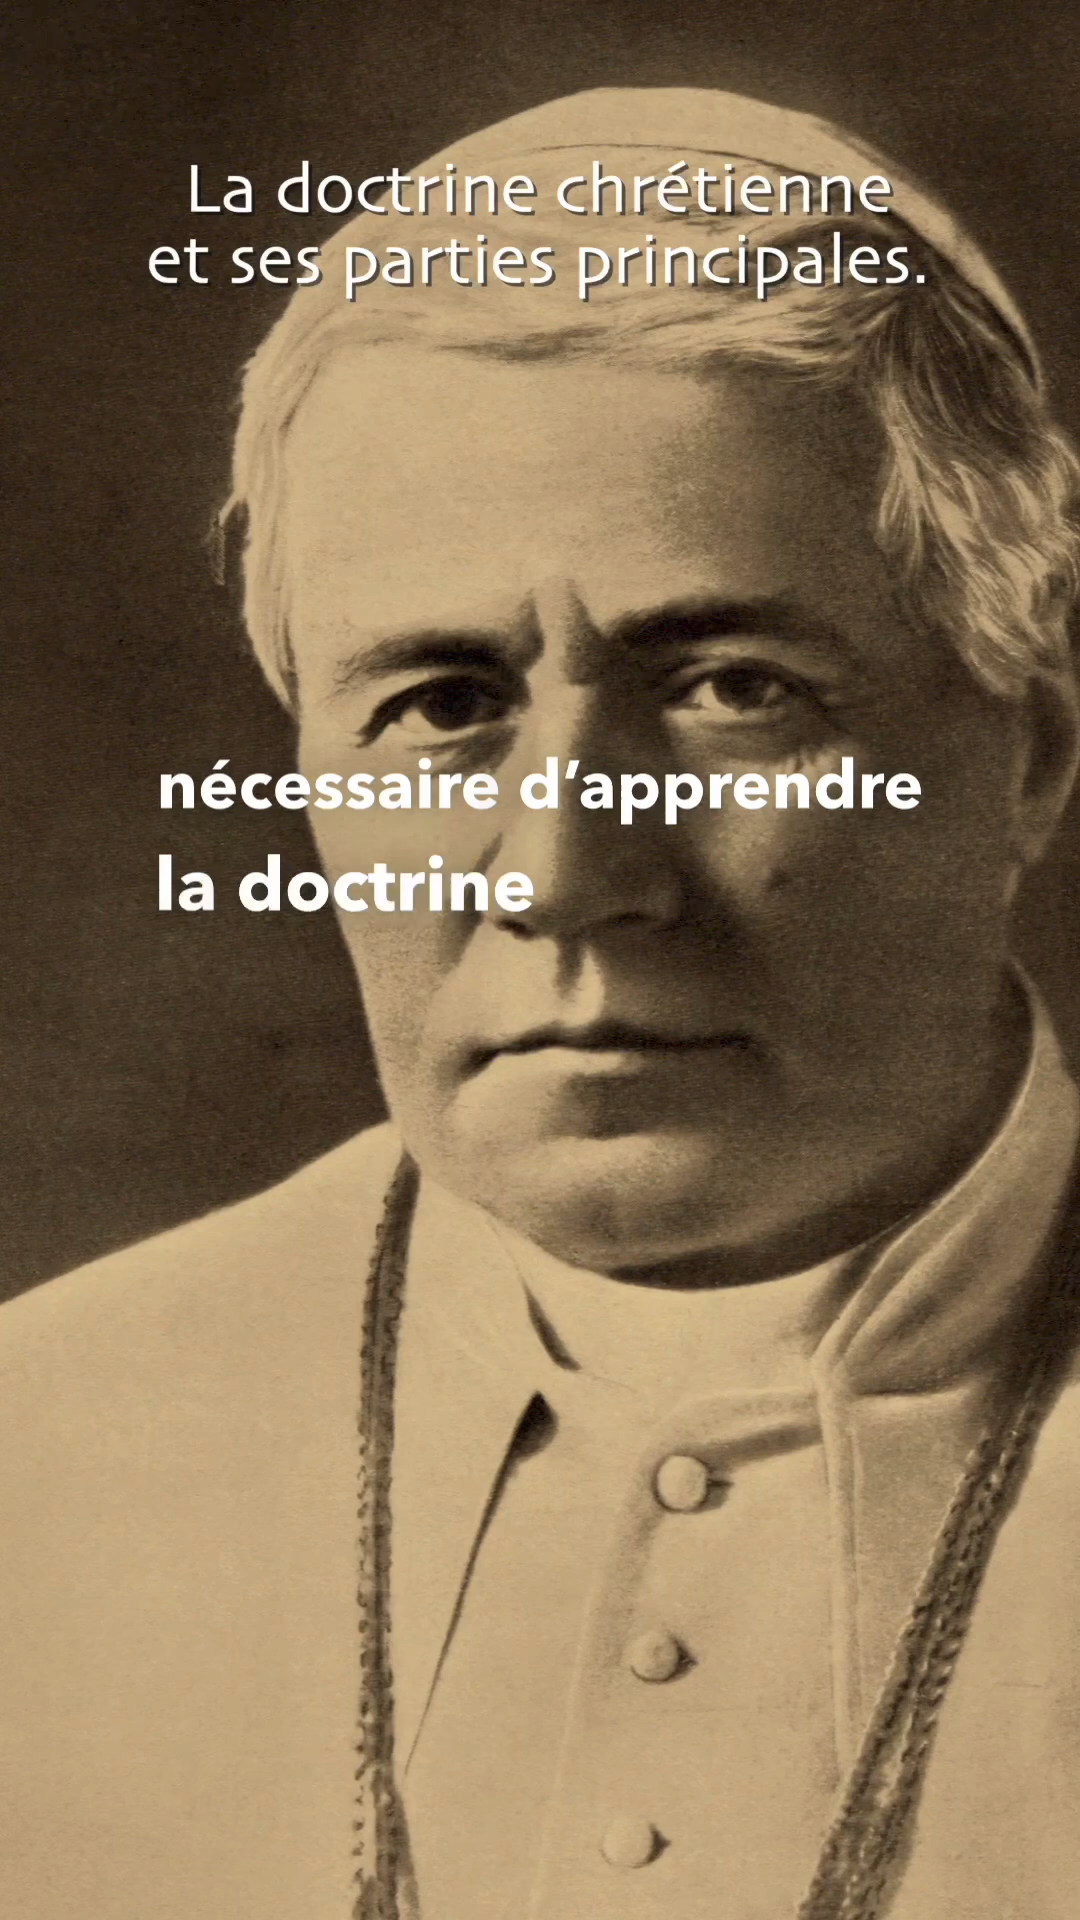 La doctrine chrétienne
et ses parties principales.
nécessaire d’apprendre
la doctrine